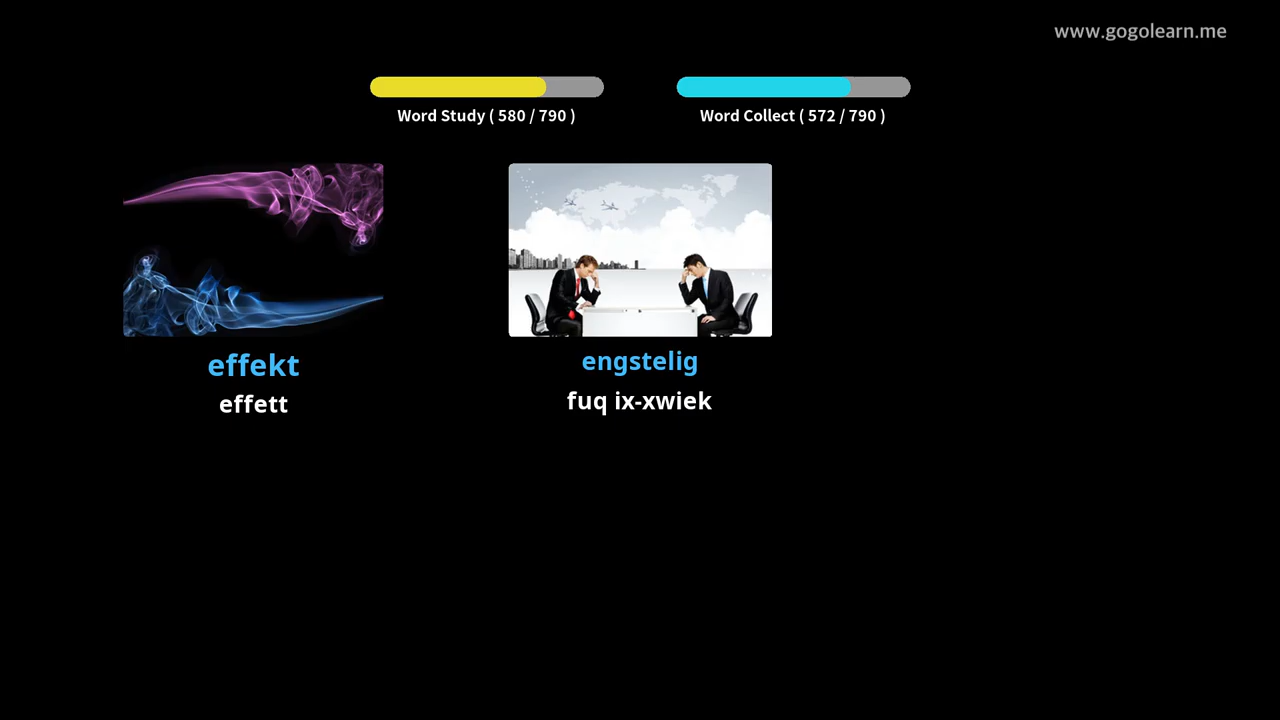 www.gogolearn.me
Word Study ( 580 / 790 )
Word Collect ( 572 / 790 )
effekt
effett
engstelig
fuq ix-xwiek